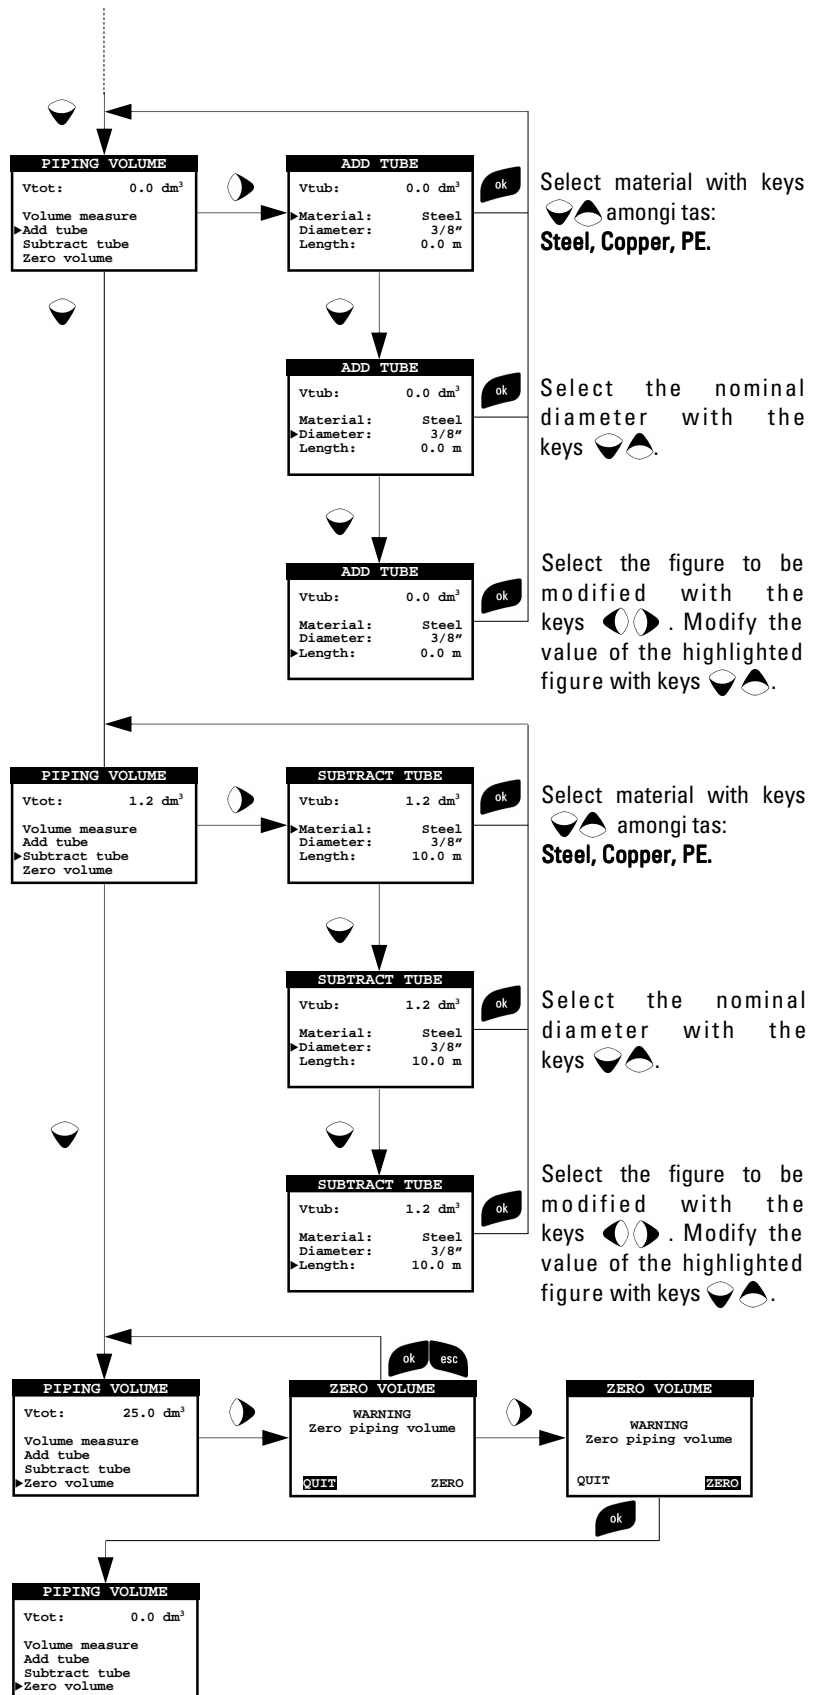 PIPING VOLUME
Vtot: 0.0 dm³
Volume measure
▶Add tube
Subtract tube
Zero volume
ADD TUBE
Vtub: 0.0 dm³
▶Material: Steel
Diameter: 3/8"
Length: 0.0 m
ok
Select material with keys
amongi tas:
Steel, Copper, PE.
ADD TUBE
Vtub: 0.0 dm³
Material: Steel
▶Diameter: 3/8"
Length: 0.0 m
ok
Select the nominal
diameter with the
keys .
ADD TUBE
Vtub: 0.0 dm³
Material: Steel
Diameter: 3/8"
▶Length: 0.0 m
ok
Select the figure to be
modified with the
keys . Modify the
value of the highlighted
figure with keys .
PIPING VOLUME
Vtot: 1.2 dm³
Volume measure
Add tube
▶Subtract tube
Zero volume
SUBTRACT TUBE
Vtub: 1.2 dm³
▶Material: Steel
Diameter: 3/8"
Length: 10.0 m
ok
Select material with keys
amongi tas:
Steel, Copper, PE.
SUBTRACT TUBE
Vtub: 1.2 dm³
Material: Steel
▶Diameter: 3/8"
Length: 10.0 m
ok
Select the nominal
diameter with the
keys .
SUBTRACT TUBE
Vtub: 1.2 dm³
Material: Steel
Diameter: 3/8"
▶Length: 10.0 m
ok
Select the figure to be
modified with the
keys . Modify the
value of the highlighted
figure with keys .
PIPING VOLUME
Vtot: 25.0 dm³
Volume measure
Add tube
Subtract tube
▶Zero volume
ok esc
ZERO VOLUME
WARNING
Zero piping volume
QUIT ZERO
ZERO VOLUME
WARNING
Zero piping volume
QUIT ZERO
ok
PIPING VOLUME
Vtot: 0.0 dm³
Volume measure
Add tube
Subtract tube
▶Zero volume